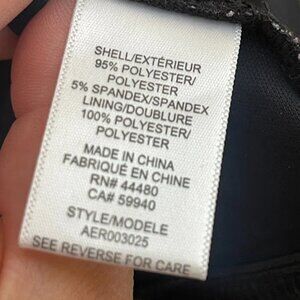 SHELL/EXTÉRIEUR
95% POLYESTER/
POLYESTER
5% SPANDEX/SPANDEX
LINING/DOUBLURE
100% POLYESTER/
POLYESTER
MADE IN CHINA
FABRIQUÉ EN CHINE
RN# 44480
CA# 59940
STYLE/MODELE
AER003025
SEE REVERSE FOR CARE